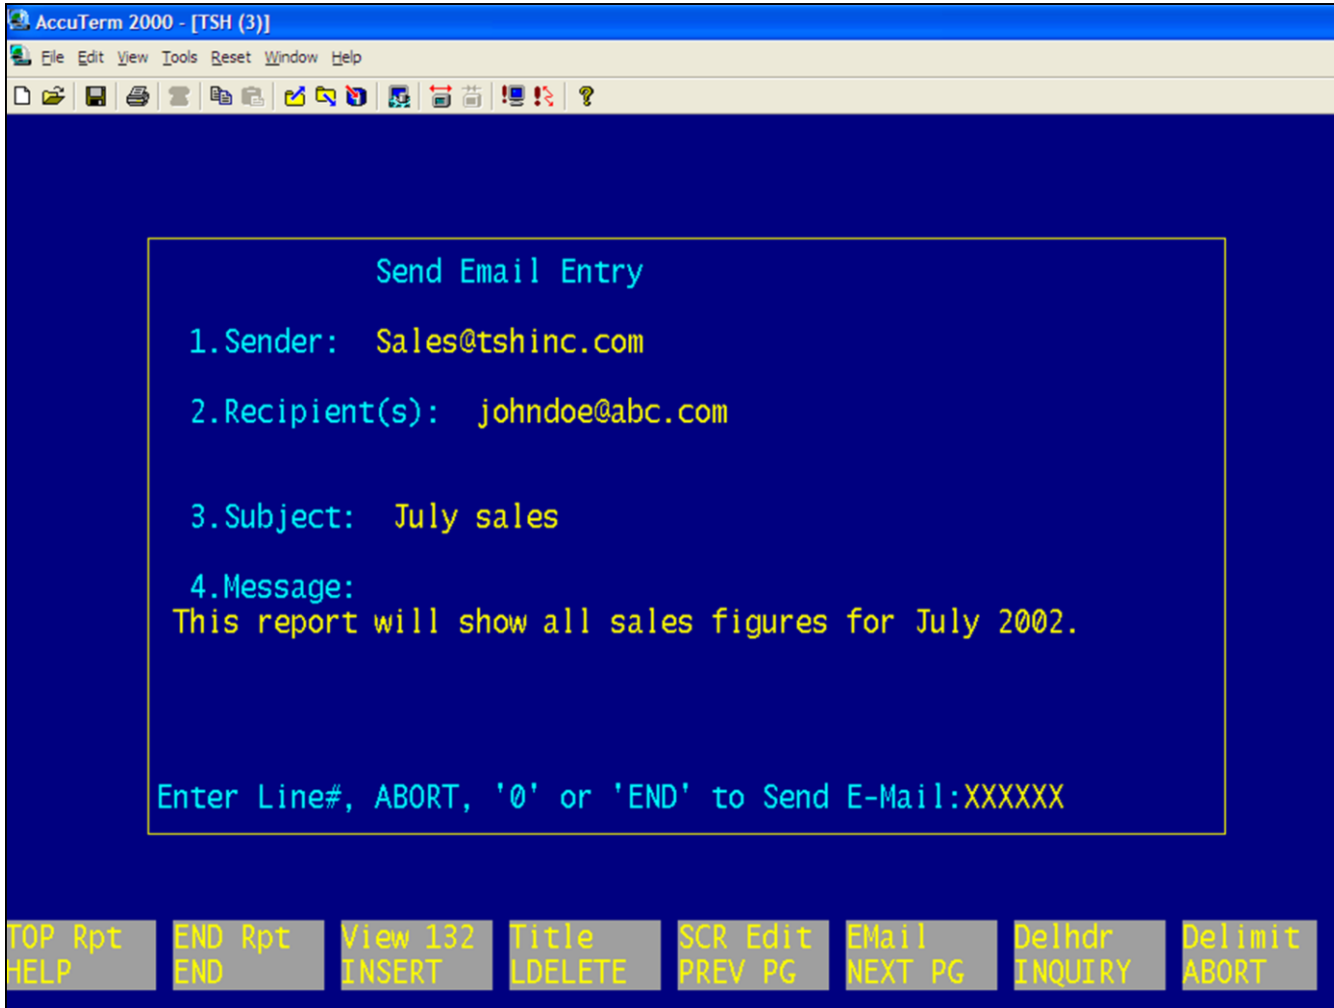 AccuTerm 2000 - [TSH (3)]
File Edit View Tools Reset Window Help
Send Email Entry
1.Sender: Sales@tshinc.com
2.Recipient(s): johndoe@abc.com
3.Subject: July sales
4.Message:
This report will show all sales figures for July 2002.
Enter Line#, ABORT, '0' or 'END' to Send E-Mail:XXXXXX
TOP Rpt END Rpt View 132 Title SCR Edit EMail Delhdr Delimit
HELP END INSERT LDELETE PREV PG NEXT PG INQUIRY ABORT